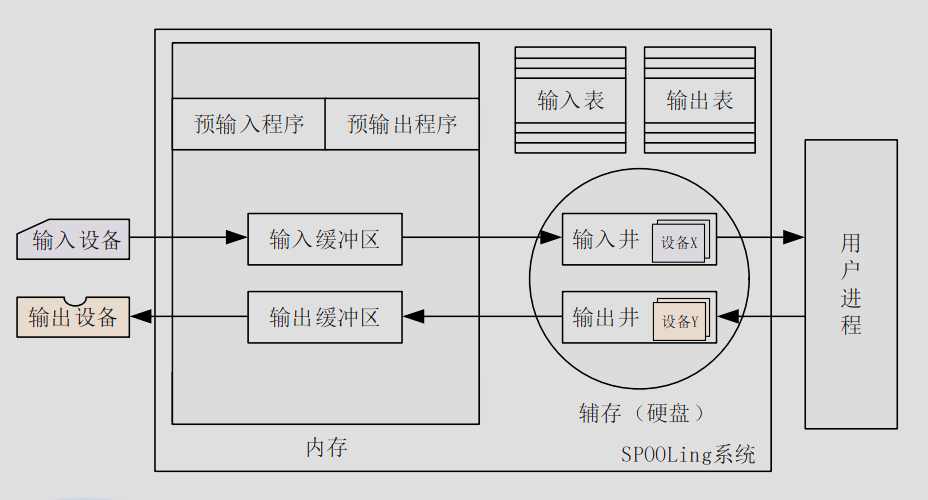 输入表
输出表
预输入程序
预输出程序
输入设备
输入缓冲区
输入井
设备X
用户进程
输出设备
输出缓冲区
输出井
设备Y
辅存（硬盘）
内存
SPOOLing系统